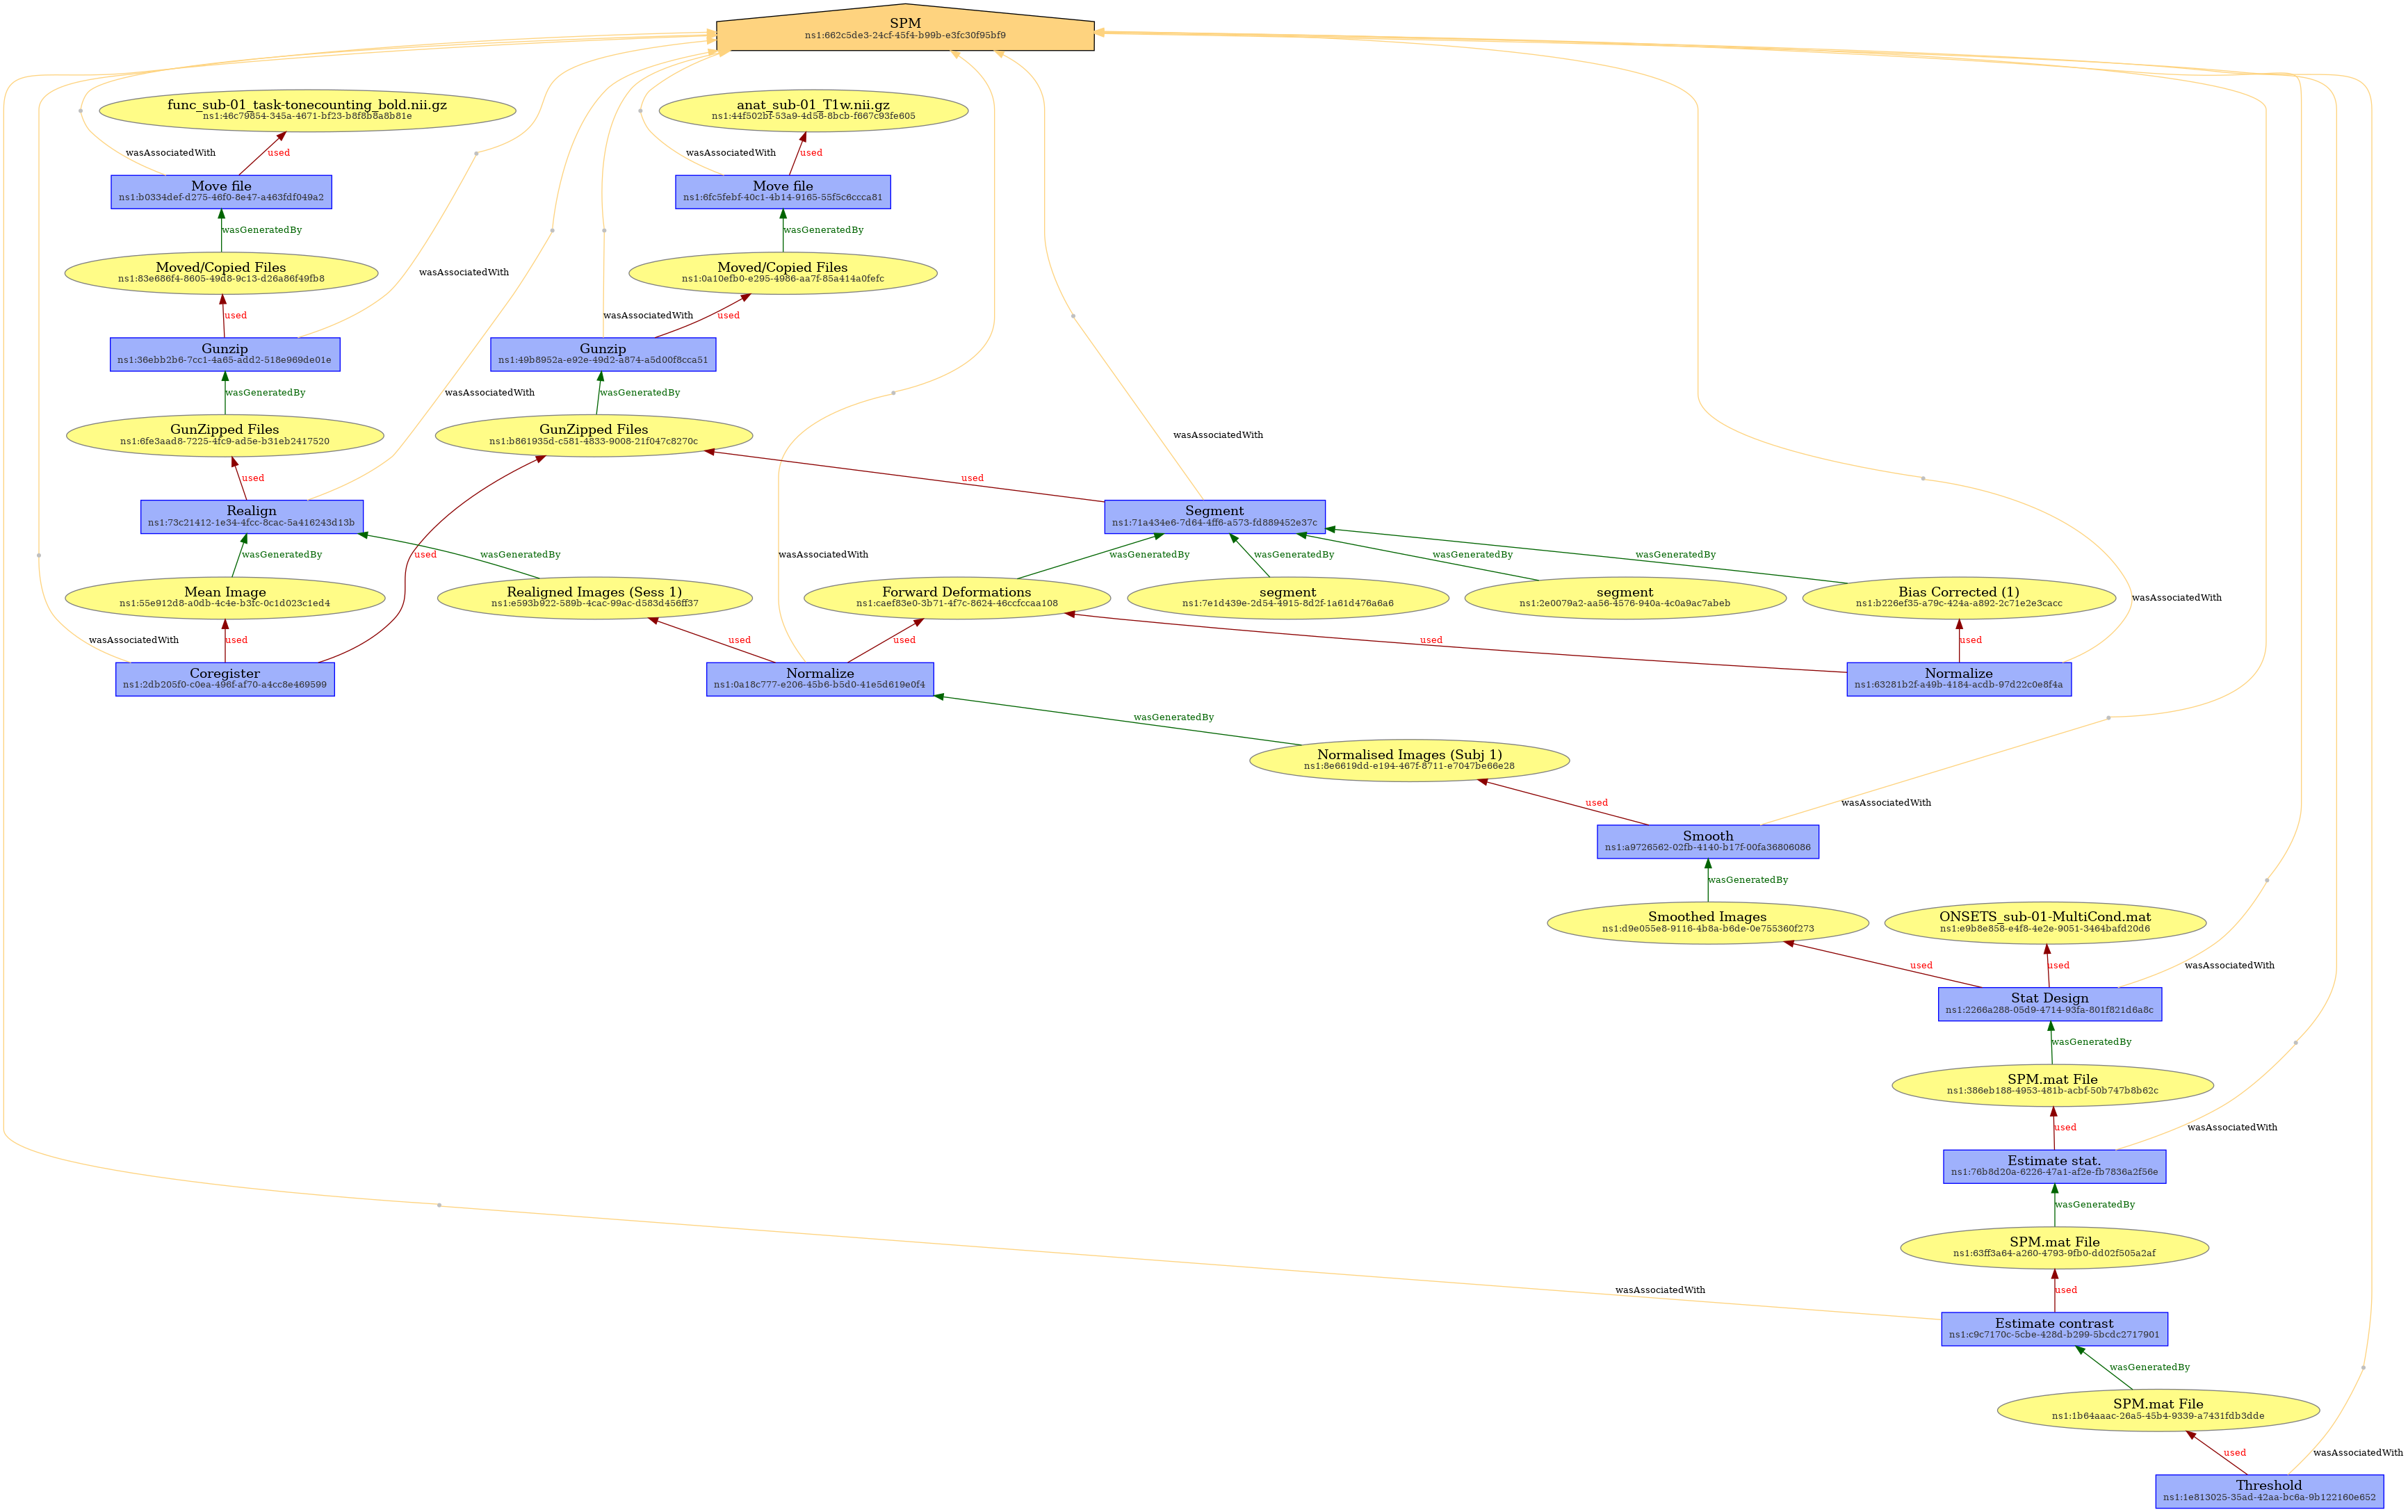 SPM
ns1:662c5de3-24cf-45f4-b99b-e3fc30f95bf9
func_sub-01_task-tonecounting_bold.nii.gz
ns1:46c79854-345a-4671-bf23-b8f8b8a8b81e
anat_sub-01_T1w.nii.gz
ns1:44f502bf-53a9-4d58-8bcb-f667c93fe605
wasAssociatedWith
used
wasAssociatedWith
used
Move file
ns1:b0334def-d275-46f0-8e47-a463fdf049a2
Move file
ns1:6fc5febf-40c1-4b14-9165-55f5c6ccca81
wasGeneratedBy
wasGeneratedBy
Moved/Copied Files
ns1:83e686f4-8605-49d8-9c13-d26a86f49fb8
wasAssociatedWith
Moved/Copied Files
ns1:0a10efb0-e295-4986-aa7f-85a414a0fefc
used
wasAssociatedWith
used
Gunzip
ns1:36ebb2b6-7cc1-4a65-add2-518e969de01e
Gunzip
ns1:49b8952a-e92e-49d2-a874-a5d00f8cca51
wasGeneratedBy
wasAssociatedWith
wasGeneratedBy
GunZipped Files
ns1:6fe3aad8-7225-4fc9-ad5e-b31eb2417520
GunZipped Files
ns1:b861935d-c581-4833-9008-21f047c8270c
wasAssociatedWith
used
used
Realign
ns1:73c21412-1e34-4fcc-8cac-5a416243d13b
Segment
ns1:71a434e6-7d64-4ff6-a573-fd889452e37c
wasGeneratedBy
used
wasGeneratedBy
wasAssociatedWith
wasGeneratedBy
wasGeneratedBy
wasGeneratedBy
wasGeneratedBy
Mean Image
ns1:55e912d8-a0db-4c4e-b3fc-0c1d023c1ed4
Realigned Images (Sess 1)
ns1:e593b922-589b-4cac-99ac-d583d456ff37
Forward Deformations
ns1:caef83e0-3b71-4f7c-8624-46ccfccaa108
segment
ns1:7e1d439e-2d54-4915-8d2f-1a61d476a6a6
segment
ns1:2e0079a2-aa56-4576-940a-4c0a9ac7abeb
Bias Corrected (1)
ns1:b226ef35-a79c-424a-a892-2c71e2e3cacc
wasAssociatedWith
wasAssociatedWith
used
used
used
used
used
Coregister
ns1:2db205f0-c0ea-496f-af70-a4cc8e469599
Normalize
ns1:0a18c777-e206-45b6-b5d0-41e5d619e0f4
Normalize
ns1:63281b2f-a49b-4184-acdb-97d22c0e8f4a
wasGeneratedBy
Normalised Images (Subj 1)
ns1:8e6619dd-e194-467f-8711-e7047be66e28
used
wasAssociatedWith
Smooth
ns1:a9726562-02fb-4140-b17f-00fa36806086
wasGeneratedBy
Smoothed Images
ns1:d9e055e8-9116-4b8a-b6de-0e755360f273
ONSETS_sub-01-MultiCond.mat
ns1:e9b8e858-e4f8-4e2e-9051-3464bafd20d6
used
used
wasAssociatedWith
Stat Design
ns1:2266a288-05d9-4714-93fa-801f821d6a8c
wasGeneratedBy
SPM.mat File
ns1:386eb188-4953-481b-acbf-50b747b8b62c
used
wasAssociatedWith
Estimate stat.
ns1:76b8d20a-6226-47a1-af2e-fb7836a2f56e
wasGeneratedBy
SPM.mat File
ns1:63ff3a64-a260-4793-9fb0-dd02f505a2af
wasAssociatedWith
used
Estimate contrast
ns1:c9c7170c-5cbe-428d-b299-5bcdc2717901
wasGeneratedBy
SPM.mat File
ns1:1b64aaac-26a5-45b4-9339-a7431fdb3dde
used
wasAssociatedWith
Threshold
ns1:1e813025-35ad-42aa-bc6a-9b122160e652